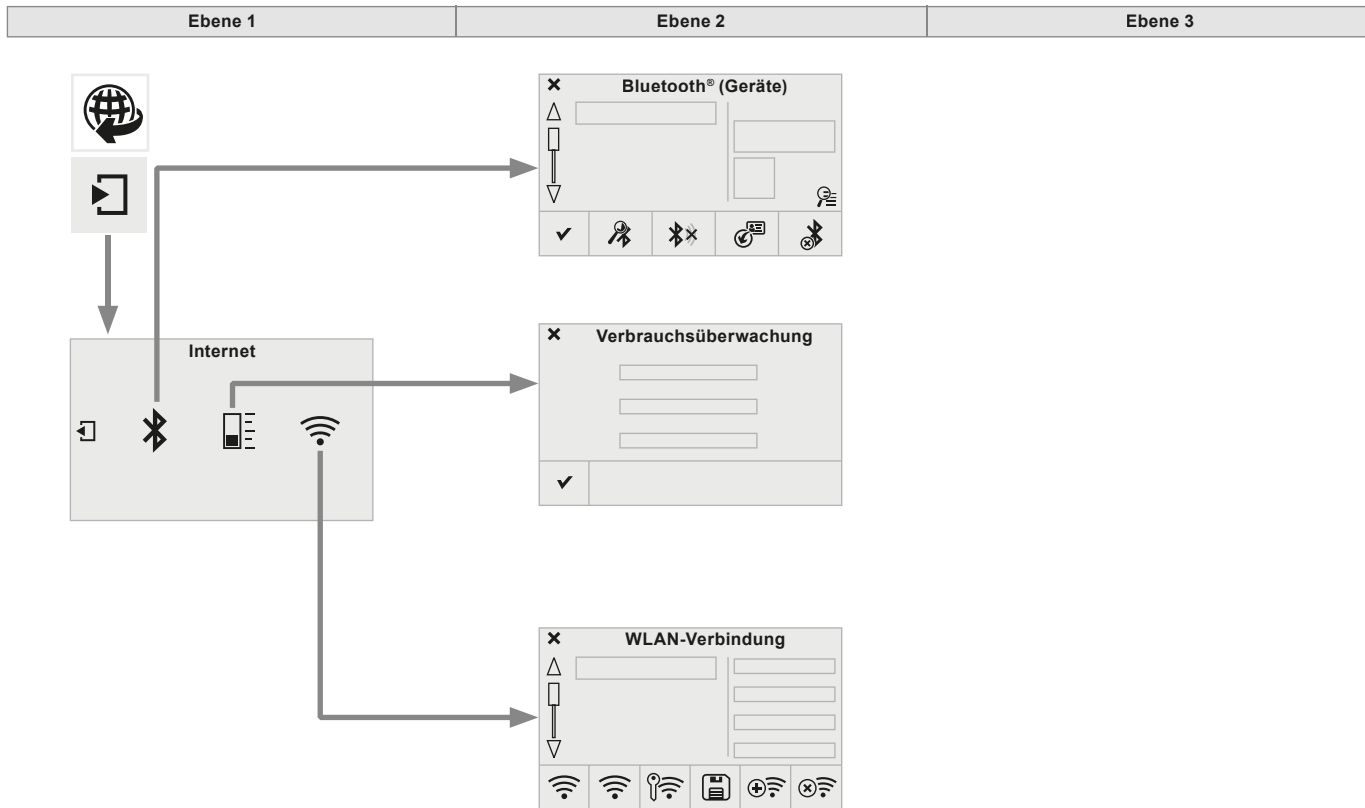 Ebene 1
Ebene 2
Ebene 3
Bluetooth® (Geräte)
Internet
Verbrauchsüberwachung
WLAN-Verbindung